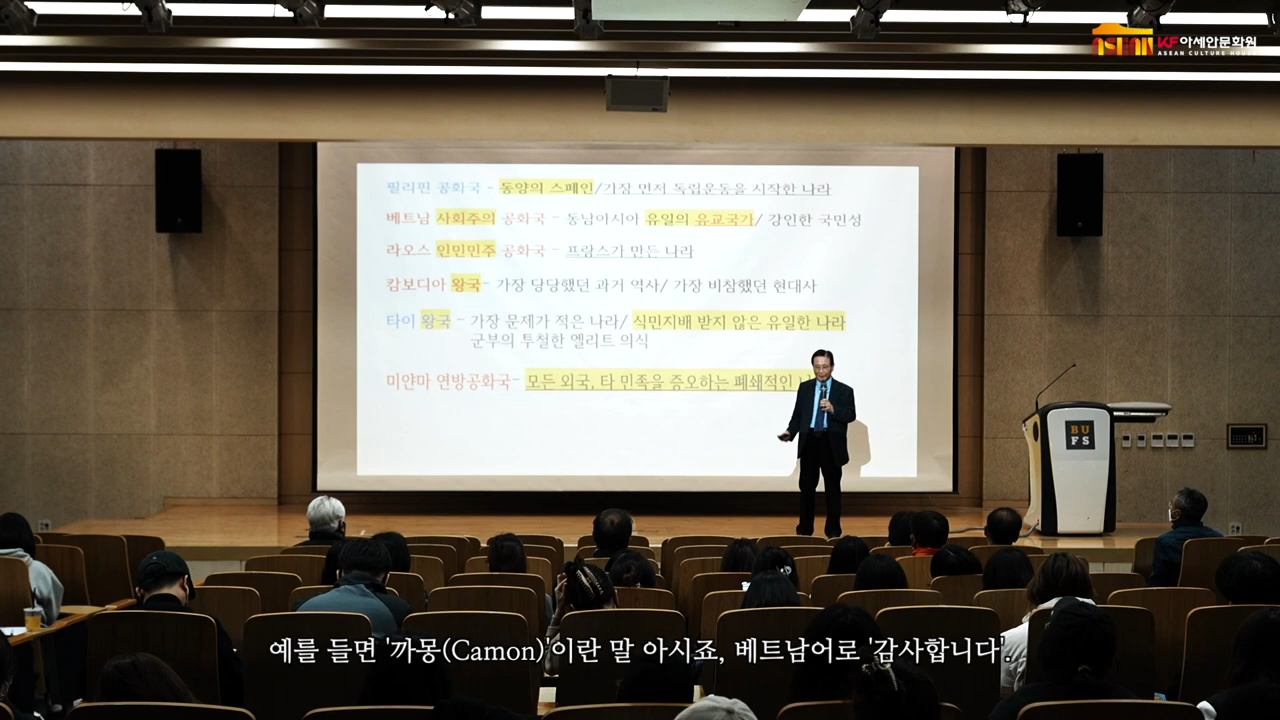 ASEAN KF아세안문화원
ASEAN CULTURE HOUSE
필리핀 공화국 - 동양의 스페인/가장 먼저 독립운동을 시작한 나라
베트남 사회주의 공화국 - 동남아시아 유일의 유교국가/ 강인한 국민성
라오스 인민민주 공화국 - 프랑스가 만든 나라
캄보디아 왕국- 가장 당당했던 과거 역사/ 가장 비참했던 현대사
타이 왕국 - 가장 문제가 적은 나라/ 식민지배 받지 않은 유일한 나라
군부의 투철한 엘리트 의식
미얀마 연방공화국- 모든 외국, 타 민족을 증오하는 폐쇄적인
BU
FS
예를 들면 '까몽(Camon)'이란 말 아시죠, 베트남어로 '감사합니다'.